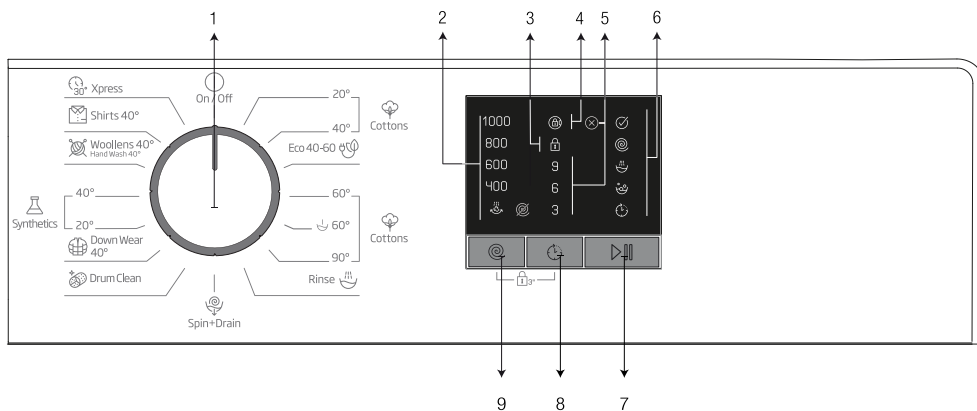 1
2
3
4
5
6
On / Off
30° Xpress
Shirts 40°
Woollens 40°
Hand Wash 40°
40°
20°
Synthetics
Down Wear
40°
Drum Clean
Spin+Drain
20°
40°
Cottons
Eco 40-60
60°
60°
90°
Cottons
Rinse
1000
800
600
400
9
6
3
3"
9
8
7